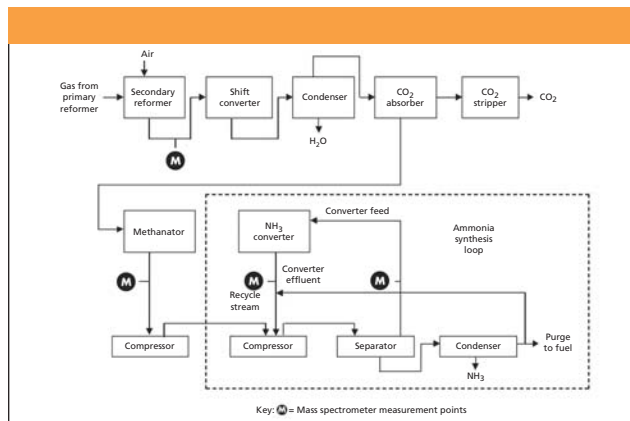 Air
Gas from
primary
reformer
Secondary
reformer
Shift
converter
Condenser
CO2
absorber
CO2
stripper
CO2
M
H2O
Methanator
NH3
converter
Converter feed
Ammonia
synthesis
loop
M
M
Converter
effluent
M
Recycle
stream
Compressor
Compressor
Separator
Condenser
Purge
to fuel
NH3
Key: M = Mass spectrometer measurement points